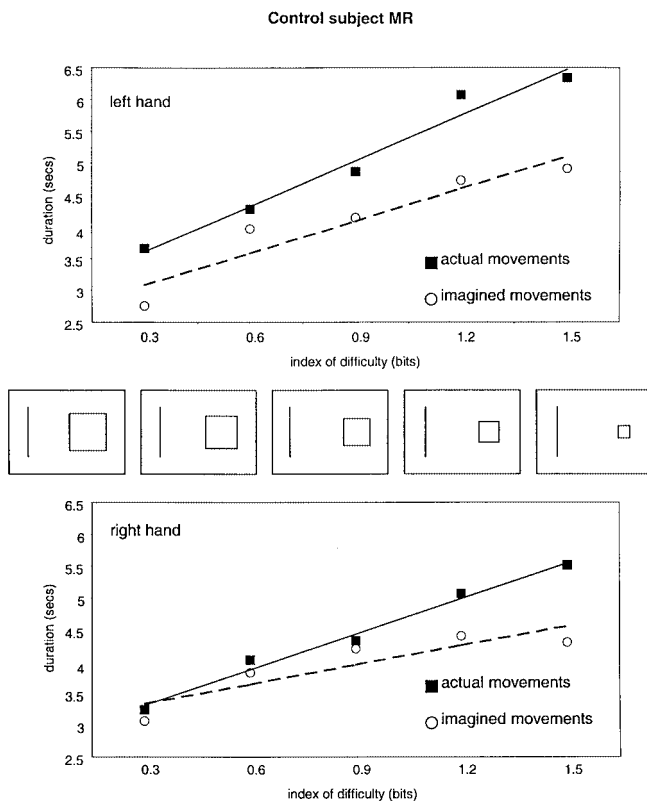 Control subject MR
6.5
left hand
6
5.5
5
4.5
4
3.5
3
2.5
duration (secs)
actual movements
imagined movements
0.3 0.6 0.9 1.2 1.5
index of difficulty (bits)
6.5
right hand
6
5.5
5
4.5
4
3.5
3
2.5
duration (secs)
actual movements
imagined movements
0.3 0.6 0.9 1.2 1.5
index of difficulty (bits)